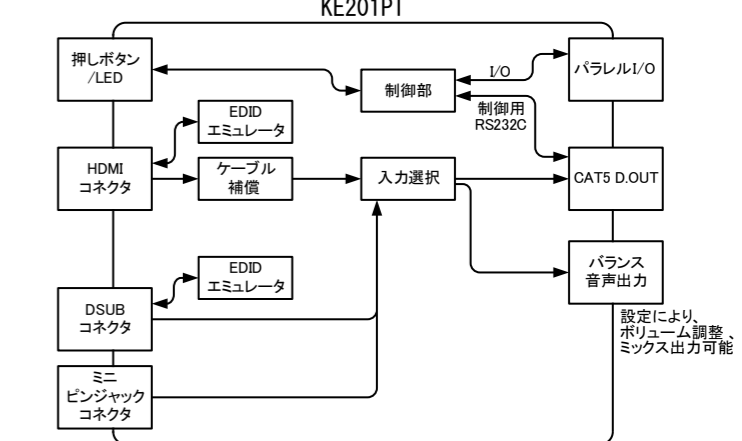 KE201PT
押しボタン
/LED
制御部
I/O
パラレルI/O
制御用
RS232C
EDID
エミュレータ
HDMI
コネクタ
ケーブル
補償
入力選択
CAT5 D.OUT
バランス
音声出力
EDID
エミュレータ
DSUB
コネクタ
設定により、
ボリューム調整、
ミックス出力可能
ミニ
ピンジャック
コネクタ